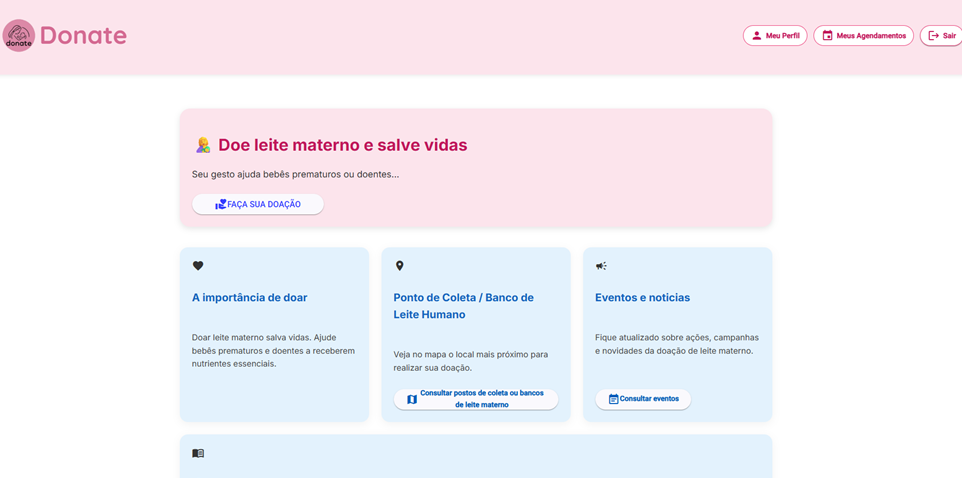 donate
Donate
Meu Perfil
Meus Agendamentos
Sair
Doe leite materno e salve vidas
Seu gesto ajuda bebês prematuros ou doentes...
FAÇA SUA DOAÇÃO
A importância de doar
Doar leite materno salva vidas. Ajude
bebês prematuros e doentes a receberem
nutrientes essenciais.
Ponto de Coleta / Banco de
Leite Humano
Veja no mapa o local mais próximo para
realizar sua doação.
Consultar postos de coleta ou bancos
de leite materno
Eventos e noticias
Fique atualizado sobre ações, campanhas
e novidades da doação de leite materno.
Consultar eventos